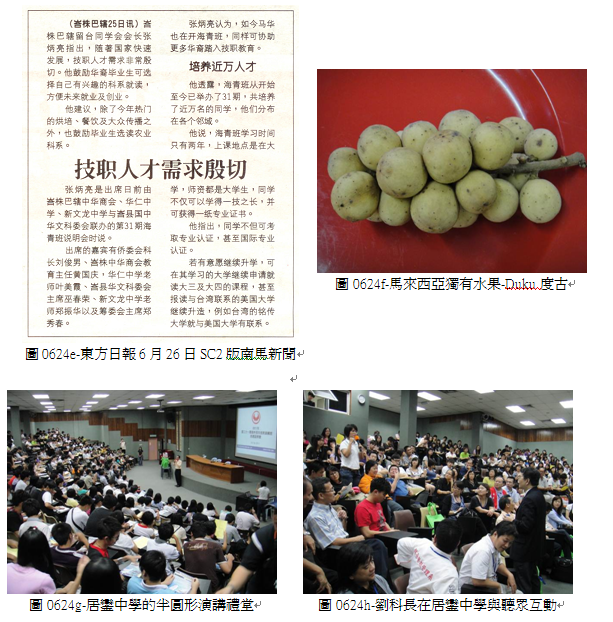 (峇株巴辖25日讯)峇
株巴辖留台同学会会长张
炳亮指出，随著国家快速
发展，技职人才需求非常
殷切。他鼓励华裔毕业生可选
择自己有兴趣的科系就读，
方便未来就业及创业。
他建议，除了今年热门
的烘培、餐饮及大众传播之
外，也鼓励毕业生选读农业
科系。
张炳亮认为，如今马华
也在开海青班，同样可协助
更多华裔踏入技职教育。
培养近万人才
他透露，海青班从开始
至今已举办了31期，共培养
了近万名的同学，他们分布
在各个邻域。
他说，海青班学习时间
只有两年，上课地点是在大
技职人才需求殷切
张炳亮是出席日前由
峇株巴辖中华商会、华仁中
学、新文龙中学与峇县国中
华文科委会联办的第31期海
青班说明会时说。
出席的嘉宾有侨委会科
长刘俊男、峇株中华商会教
育主任黄国庆，华仁中学老
师叶美霞、峇县华文科委会
主席巫春荣、新文龙中学老
师郑振华以及筹委会主席郑
秀春。
学，师资都是大学生，同学
不仅可以学得一技之长，并
可获得一纸专业证书。
他指出，同学不但可考
取专业认证，甚至国际专业
认证。
若有意愿继续升学，可
在其学习的大学继续申请就
读大三及大四的课程，甚至
报读与台湾联系的美国大学
继续升造，例如台湾的铭传
大学就与美国大学有联系。
圖 0624e-東方日報 6 月 26 日 SC2 版南馬新聞
圖 0624f-馬來西亞獨有水果-Duku 度古
圖 0624g-居鑾中學的半圓形演講禮堂
圖 0624h-劉科長在居鑾中學與聽眾互動